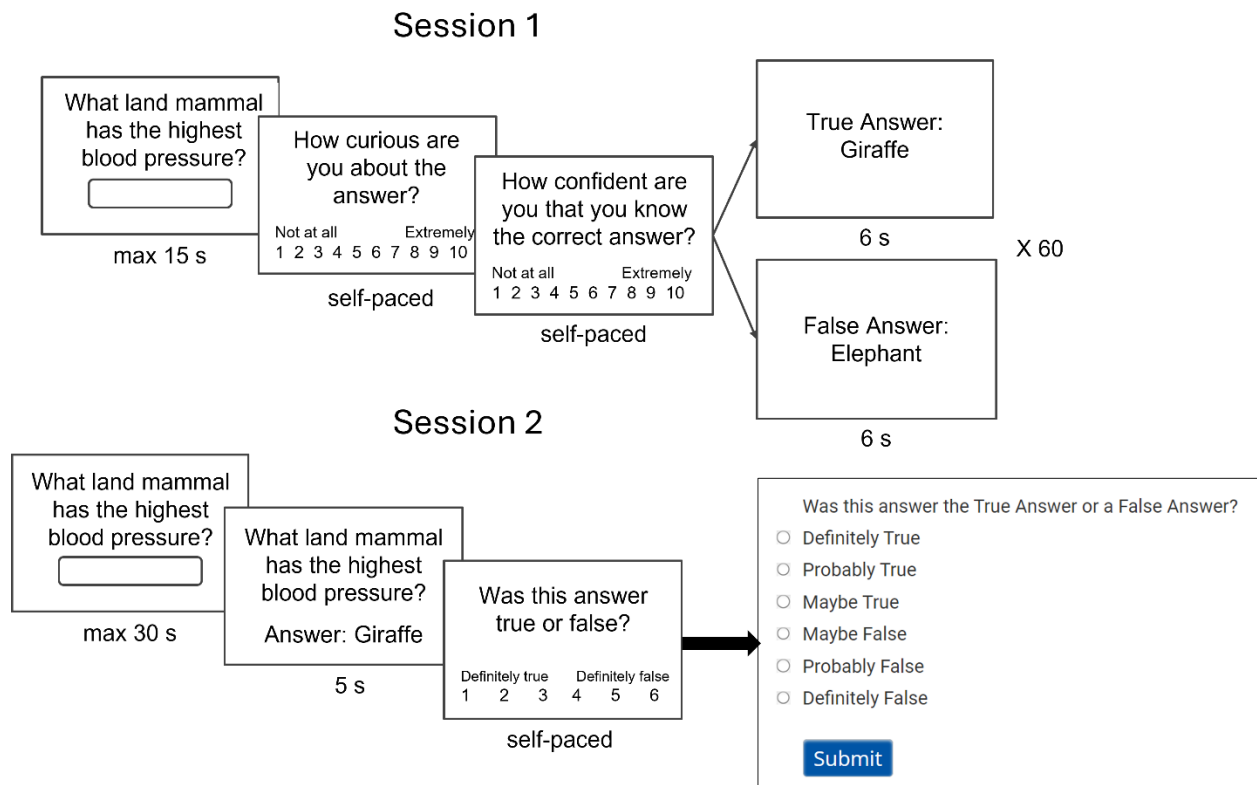 Session 1
What land mammal
has the highest
blood pressure?
max 15 s
How curious are
you about the
answer?
Not at all Extremely
1 2 3 4 5 6 7 8 9 10
self-paced
How confident are
you that you know
the correct answer?
Not at all Extremely
1 2 3 4 5 6 7 8 9 10
self-paced
True Answer:
Giraffe
6 s
X 60
False Answer:
Elephant
6 s
Session 2
What land mammal
has the highest
blood pressure?
max 30 s
What land mammal
has the highest
blood pressure?
Answer: Giraffe
5 s
Was this answer
true or false?
Definitely true Definitely false
1 2 3 4 5 6
self-paced
Was this answer the True Answer or a False Answer?
Definitely True
Probably True
Maybe True
Maybe False
Probably False
Definitely False
Submit